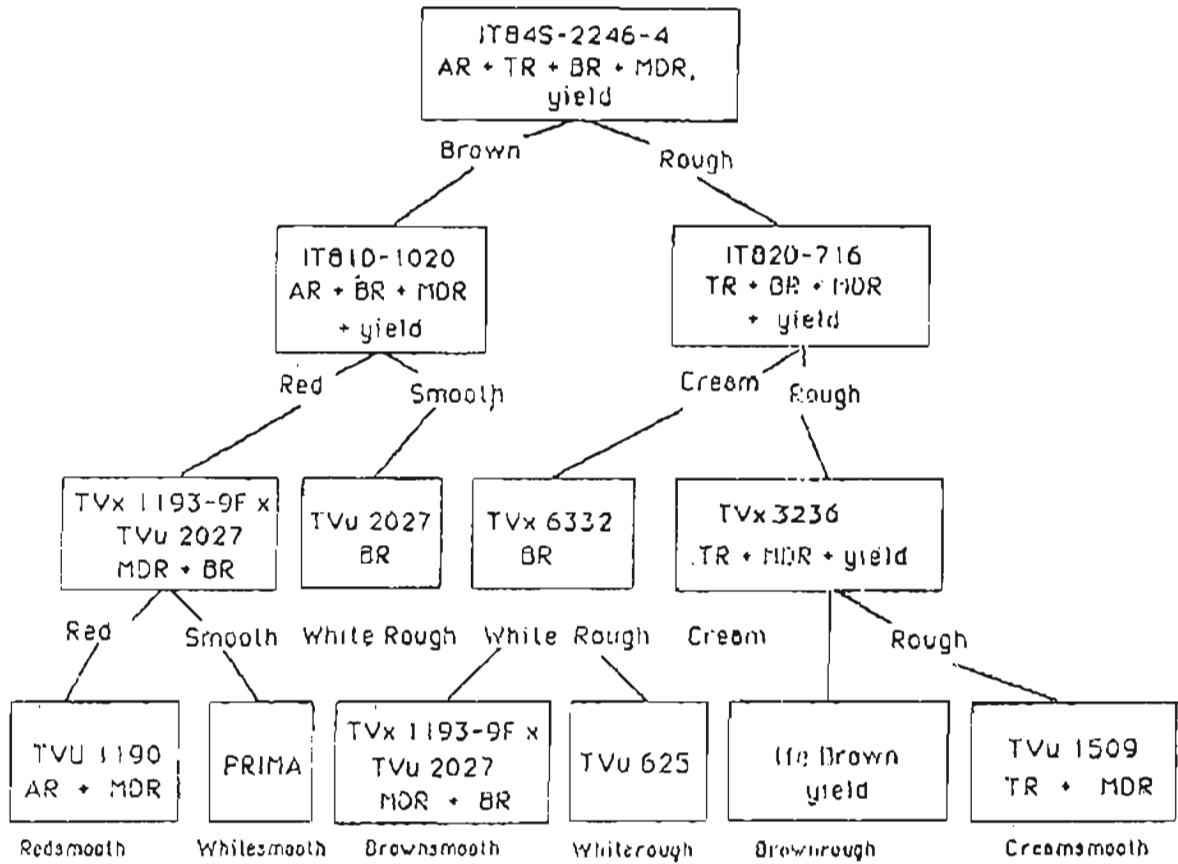 IT84S-2246-4
AR + TR + BR + MDR,
yield
Brown
Rough
IT81D-1020
AR + BR + MDR
+ yield
IT82D-716
TR + BR + MDR
+ yield
Red
Smooth
Cream
Rough
TVx 1193-9F x
TVu 2027
MDR + BR
TVu 2027
BR
TVx 6332
BR
TVx 3236
TR + MDR + yield
Red
Smooth
White Rough
White Rough
Cream
Rough
TVU 1190
AR + MDR
PRIMA
TVx 1193-9F x
TVu 2027
MDR + BR
TVu 625
Ife Brown
yield
TVu 1509
TR + MDR
Redsmooth
Whitesmooth
Brownsmooth
Whiterough
Brownrough
Creamsmooth